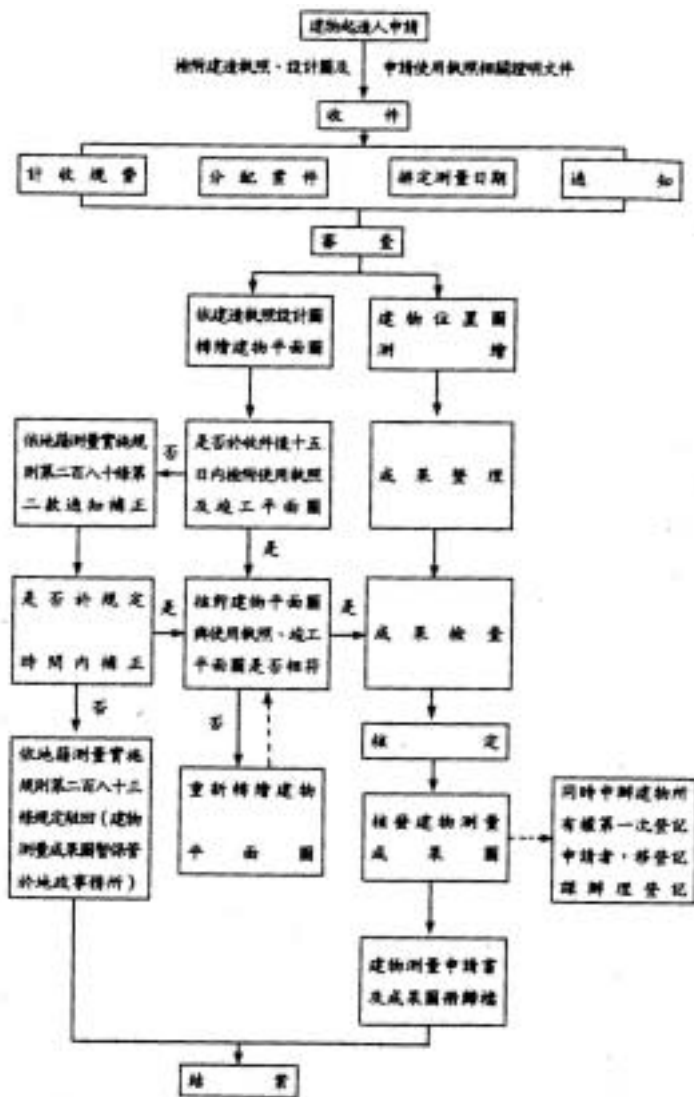 建物起造人申請
檢附建造執照、設計圖及 申請使用執照相關證明文件
收件
計收規費 分配案件 排定測量日期 通知
審查
依建造執照設計圖
轉繪建物平面圖
建物位置圖
測繪
依地籍測量實施規
則第二百八十條第
二款通知補正
否
是否於收件後十五
日內檢附使用執照
及竣工平面圖
成果整理
是
是否於規定
時間內補正
是
核對建物平面圖
與使用執照、竣工
平面圖是否相符
是
成果檢查
否
否
核定
依地籍測量實施
規則第二百八十三
條規定駁回(建物
測量成果圖暫保管
於地政事務所)
重新轉繪建物
平面圖
核發建物測量
成果圖
同時申辦建物所
有權第一次登記
申請者,移登記
課辦理登記
建物測量申請書
及成果圖冊歸檔
結案